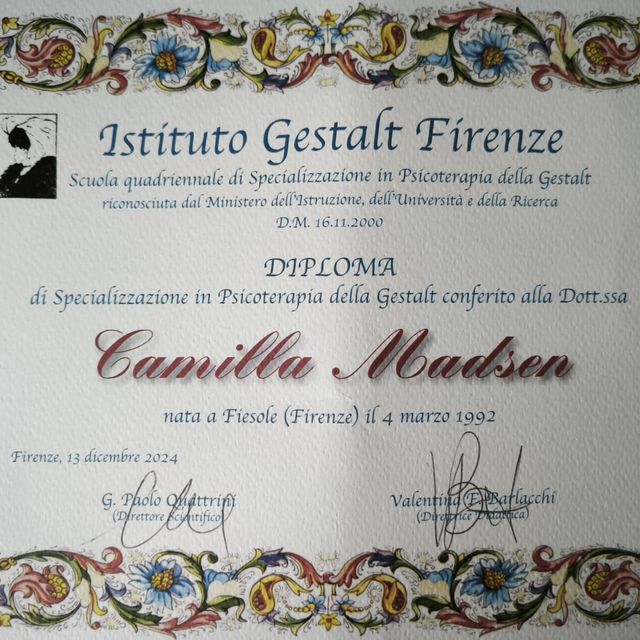 Istituto Gestalt Firenze
Scuola quadriennale di Specializzazione in Psicoterapia della Gestalt
riconosciuta dal Ministero dell'Istruzione, dell'Università e della Ricerca
D.M. 16.11.2000
DIPLOMA
di Specializzazione in Psicoterapia della Gestalt conferito alla Dott.ssa
Camilla Madsen
nata a Fiesole (Firenze) il 4 marzo 1992
Firenze, 13 dicembre 2024
G. Paolo Quattrini
(Direttore Scientifico)
Valentina F. Barlacchi
(Direttrice Didattica)